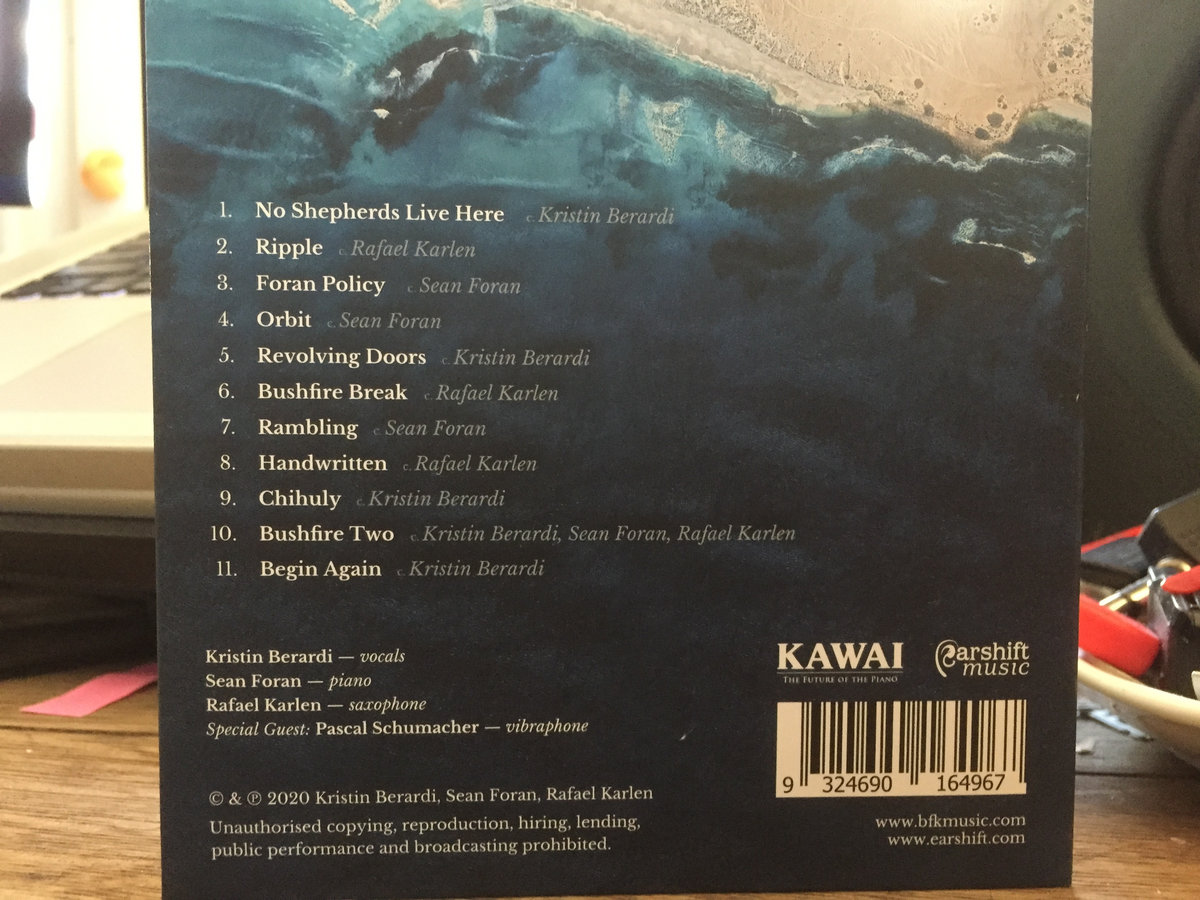 1. No Shepherds Live Here c. Kristin Berardi
2. Ripple c. Rafael Karlen
3. Foran Policy c. Sean Foran
4. Orbit c. Sean Foran
5. Revolving Doors c. Kristin Berardi
6. Bushfire Break c. Rafael Karlen
7. Rambling c. Sean Foran
8. Handwritten c. Rafael Karlen
9. Chihuly c. Kristin Berardi
10. Bushfire Two c. Kristin Berardi, Sean Foran, Rafael Karlen
11. Begin Again c. Kristin Berardi
Kristin Berardi — vocals
Sean Foran — piano
Rafael Karlen — saxophone
Special Guest: Pascal Schumacher — vibraphone
KAWAI
The Future of the Piano
earshift
music
9 324690 164967
© & ℗ 2020 Kristin Berardi, Sean Foran, Rafael Karlen
Unauthorised copying, reproduction, hiring, lending,
public performance and broadcasting prohibited.
www.bfkmusic.com
www.earshift.com